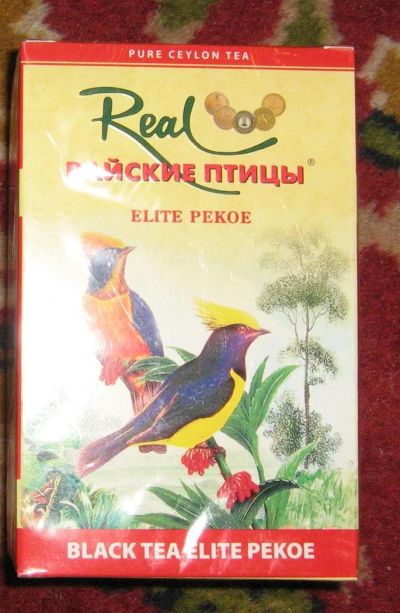 PURE CEYLON TEA
Real
РАЙСКИЕ ПТИЦЫ®
ELITE PEKOE
BLACK TEA ELITE PEKOE